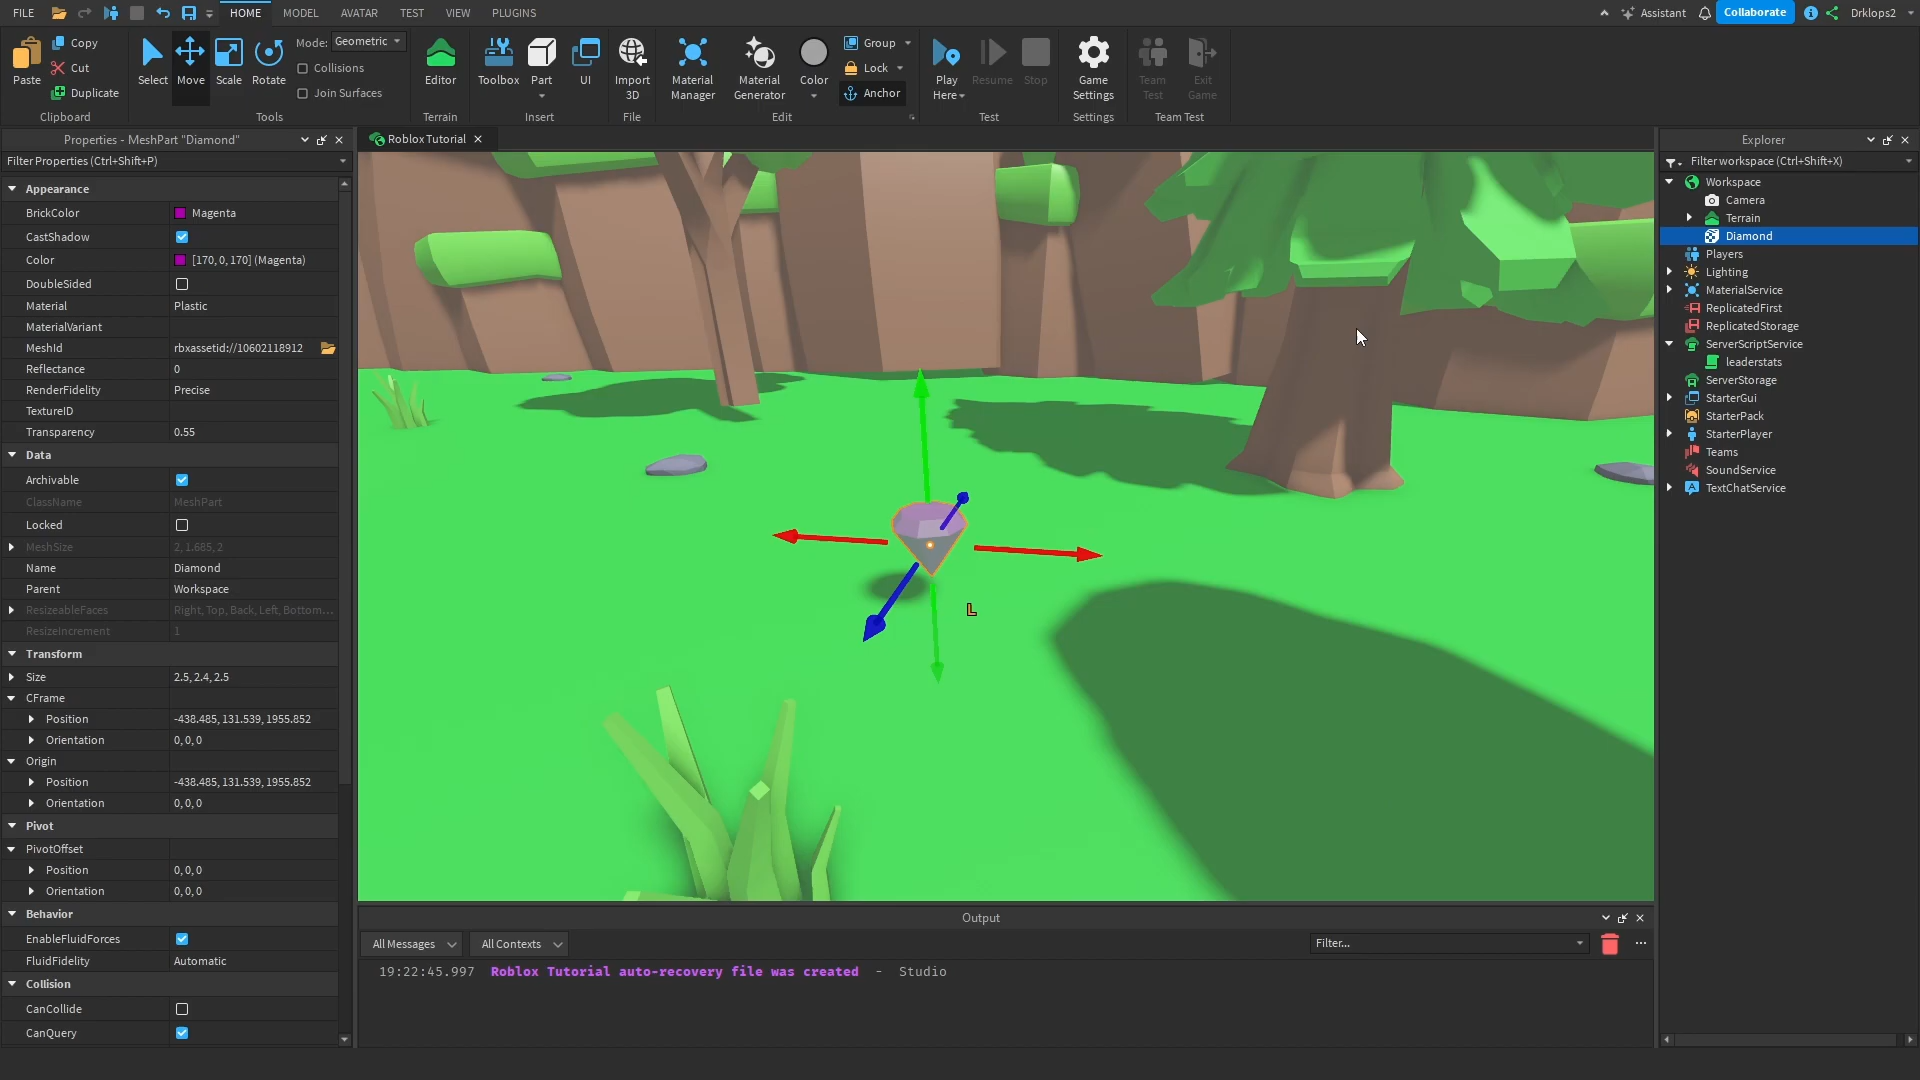 FILE HOME MODEL AVATAR TEST VIEW PLUGINS Assistant Collaborate Drklops2
Paste Copy Cut Duplicate Clipboard
Select Move Scale Rotate Mode: Geometric Collisions Join Surfaces Tools
Editor Terrain
Toolbox Part UI Insert
Import 3D File
Material Manager Material Generator Color Group Lock Anchor Edit
Play Here Resume Stop Test
Game Settings Settings
Team Test Exit Game Team Test
Properties - MeshPart "Diamond"
Filter Properties (Ctrl+Shift+P)
Appearance
BrickColor Magenta
CastShadow
Color [170, 0, 170] (Magenta)
DoubleSided
Material Plastic
MaterialVariant
MeshId rbxassetid://10602118912
Reflectance 0
RenderFidelity Precise
TextureID
Transparency 0.55
Data
Archivable
ClassName MeshPart
Locked
MeshSize 2, 1.685, 2
Name Diamond
Parent Workspace
ResizeableFaces Right, Top, Back, Left, Bottom...
ResizeIncrement 1
Transform
Size 2.5, 2.4, 2.5
CFrame
Position -438.485, 131.539, 1955.852
Orientation 0, 0, 0
Origin
Position -438.485, 131.539, 1955.852
Orientation 0, 0, 0
Pivot
PivotOffset
Position 0, 0, 0
Orientation 0, 0, 0
Behavior
EnableFluidForces
FluidFidelity Automatic
Collision
CanCollide
CanQuery
Roblox Tutorial
L
Output
All Messages All Contexts Filter...
19:22:45.997 Roblox Tutorial auto-recovery file was created - Studio
Explorer
Filter workspace (Ctrl+Shift+X)
Workspace
Camera
Terrain
Diamond
Players
Lighting
MaterialService
ReplicatedFirst
ReplicatedStorage
ServerScriptService
leaderstats
ServerStorage
StarterGui
StarterPack
StarterPlayer
Teams
SoundService
TextChatService